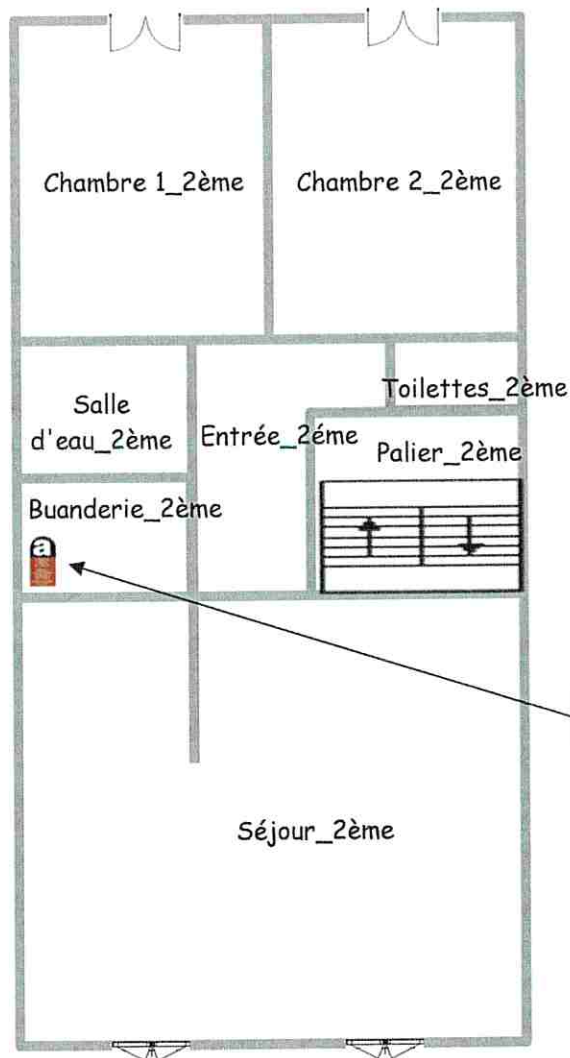 Chambre 1_2ème
Chambre 2_2ème
Toilettes_2ème
Salle
d'eau_2ème
Entrée_2éme
Palier_2ème
Buanderie_2ème
a
Séjour_2ème